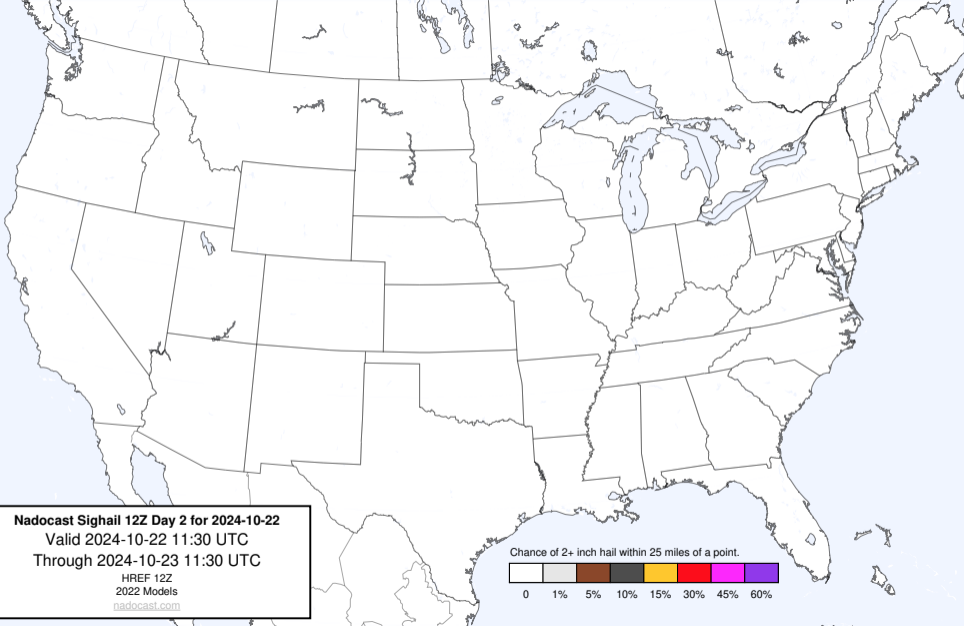 Nadocast Sighail 12Z Day 2 for 2024-10-22
Valid 2024-10-22 11:30 UTC
Through 2024-10-23 11:30 UTC
HREF 12Z
2022 Models
nadocast.com
Chance of 2+ inch hail within 25 miles of a point.
0 1% 5% 10% 15% 30% 45% 60%